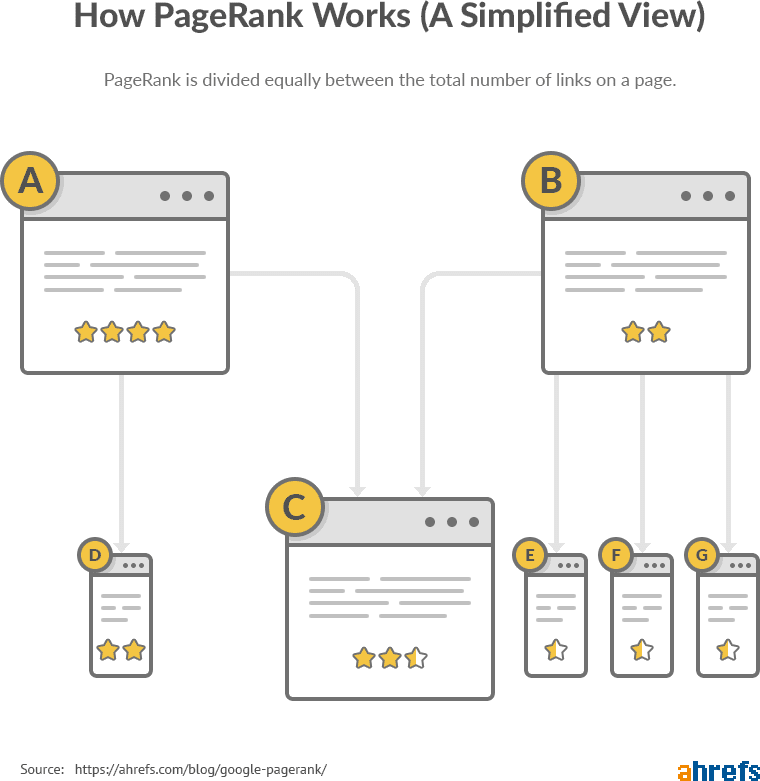 How PageRank Works (A Simplified View)
PageRank is divided equally between the total number of links on a page.
A
B
C
D
E
F
G
Source: https://ahrefs.com/blog/google-pagerank/
ahrefs